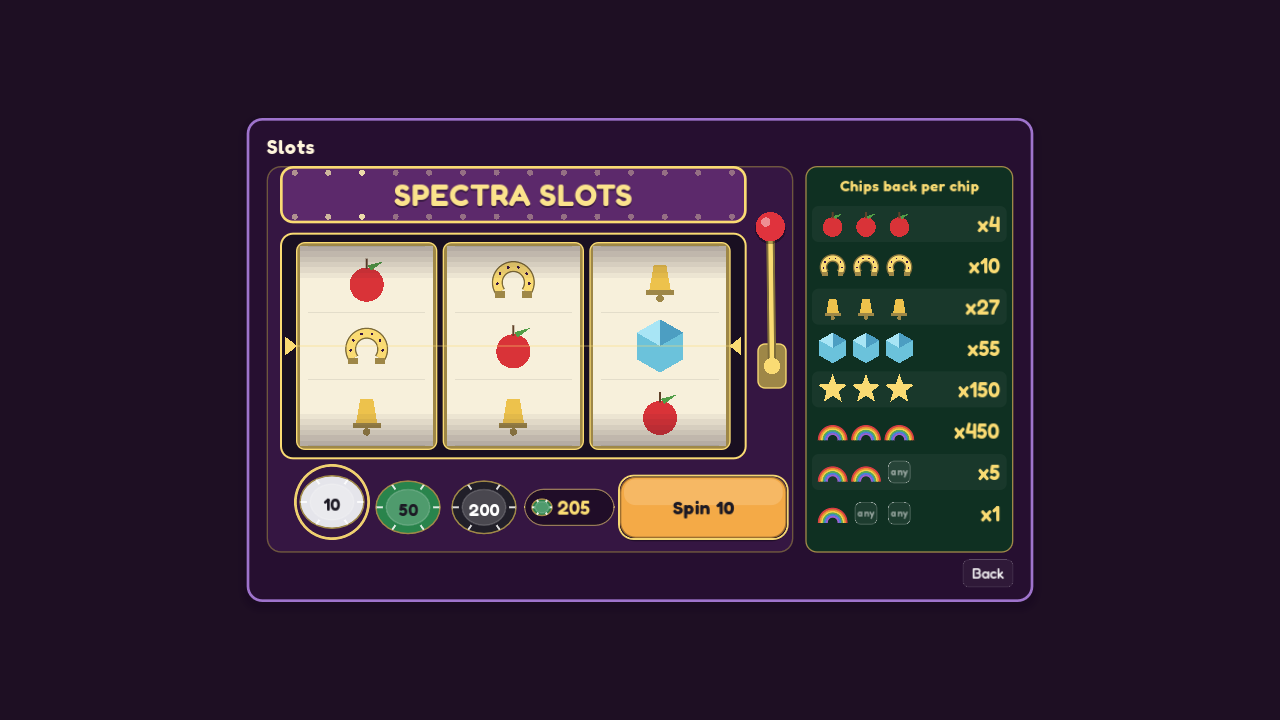 Slots
SPECTRA SLOTS
10
50
200
205
Spin 10
Chips back per chip
x4
x10
x27
x55
x150
x450
any x5
any any x1
Back